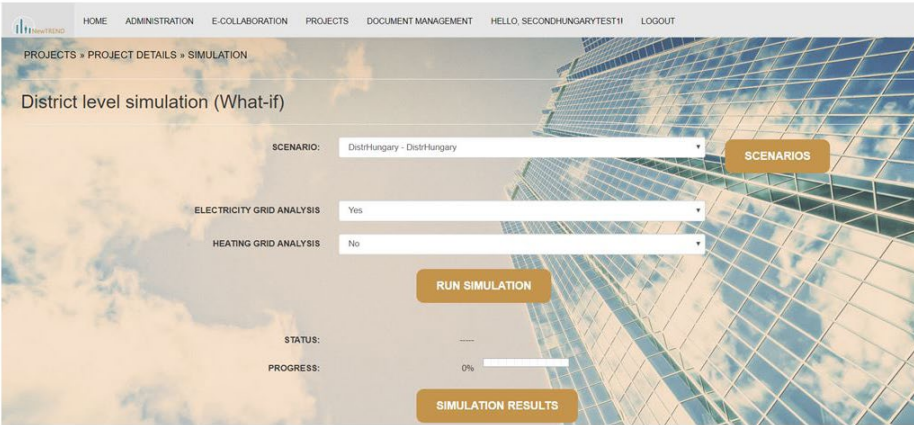 NewTREND
HOME ADMINISTRATION E-COLLABORATION PROJECTS DOCUMENT MANAGEMENT HELLO, SECONDHUNGARYTEST1! LOGOUT
PROJECTS » PROJECT DETAILS » SIMULATION
District level simulation (What-if)
SCENARIO: DistrHungary - DistrHungary SCENARIOS
ELECTRICITY GRID ANALYSIS Yes
HEATING GRID ANALYSIS No
RUN SIMULATION
STATUS: -----
PROGRESS: 0%
SIMULATION RESULTS